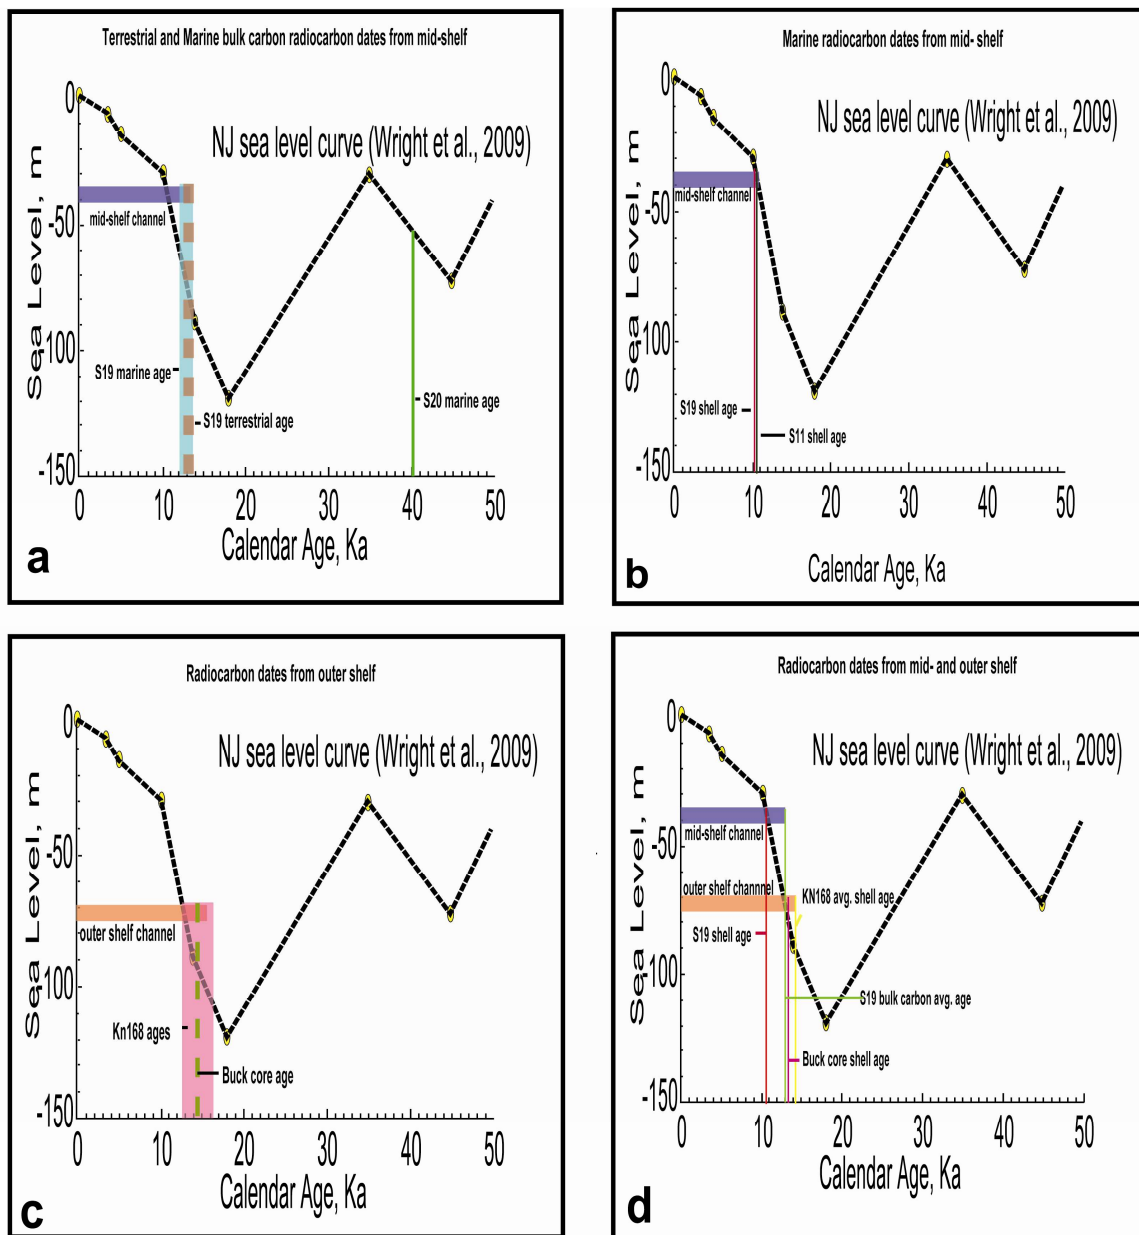 Terrestrial and Marine bulk carbon radiocarbon dates from mid-shelf
NJ sea level curve (Wright et al., 2009)
Sea Level, m
0
-50
-100
-150
mid-shelf channel
S19 marine age
S19 terrestrial age
S20 marine age
0 10 20 30 40 50
Calendar Age, Ka
a
Marine radiocarbon dates from mid- shelf
NJ sea level curve (Wright et al., 2009)
Sea Level, m
0
-50
-100
-150
mid-shelf channel
S19 shell age
S11 shell age
0 10 20 30 40 50
Calendar Age, Ka
b
Radiocarbon dates from outer shelf
NJ sea level curve (Wright et al., 2009)
Sea Level, m
0
-50
-100
-150
outer shelf channel
Kn168 ages
Buck core age
0 10 20 30 40 50
Calendar Age, Ka
c
Radiocarbon dates from mid- and outer shelf
NJ sea level curve (Wright et al., 2009)
Sea Level, m
0
-50
-100
-150
mid-shelf channel
outer shelf channnel
KN168 avg. shell age
S19 shell age
S19 bulk carbon avg. age
Buck core shell age
0 10 20 30 40 50
Calendar Age, Ka
d